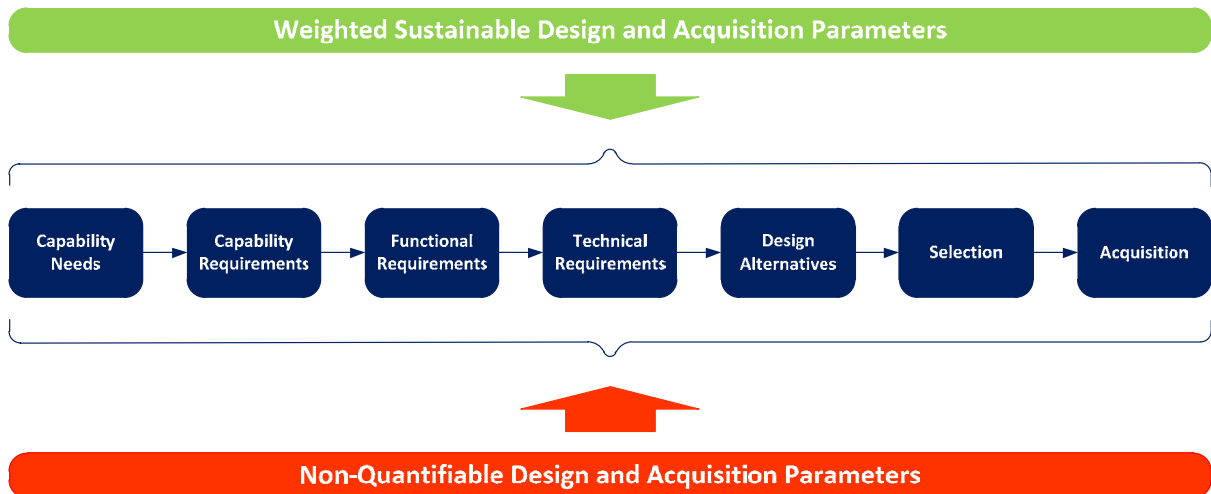 Weighted Sustainable Design and Acquisition Parameters
Capability
Needs
Capability
Requirements
Functional
Requirements
Technical
Requirements
Design
Alternatives
Selection
Acquisition
Non-Quantifiable Design and Acquisition Parameters